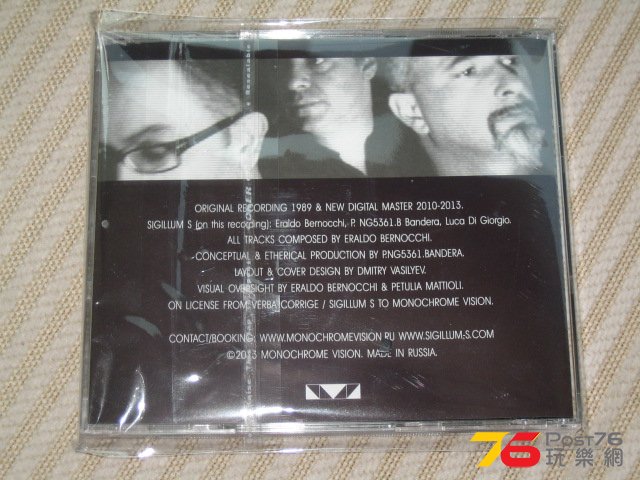 ORIGINAL RECORDING 1989 & NEW DIGITAL MASTER 2010-2013.
SIGILLUM S (on this recording): Eraldo Bernocchi, P. NG5361.B Bandera, Luca Di Giorgio.
ALL TRACKS COMPOSED BY ERALDO BERNOCCHI.
CONCEPTUAL & ETHERICAL PRODUCTION BY P.NG5361.BANDERA.
LAYOUT & COVER DESIGN BY DMITRY VASILYEV.
VISUAL OVERSIGHT BY ERALDO BERNOCCHI & PETULIA MATTIOLI.
ON LICENSE FROM VERBA CORRIGE / SIGILLUM S TO MONOCHROME VISION.
CONTACT/BOOKING: WWW.MONOCHROMEVISION.RU WWW.SIGILLUM-S.COM
©2013 MONOCHROME VISION. MADE IN RUSSIA.
76 Post76
玩樂網